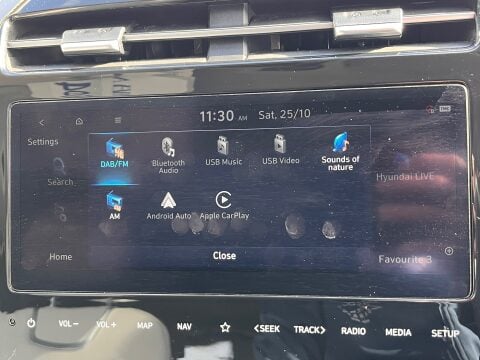 11:30 AM Sat, 25/10
Settings
DAB/FM Bluetooth Audio USB Music USB Video Sounds of nature
Search
Hyundai LIVE
AM Android Auto Apple CarPlay
Home Close Favourite 3
VOL− VOL+ MAP NAV <SEEK TRACK> RADIO MEDIA SETUP